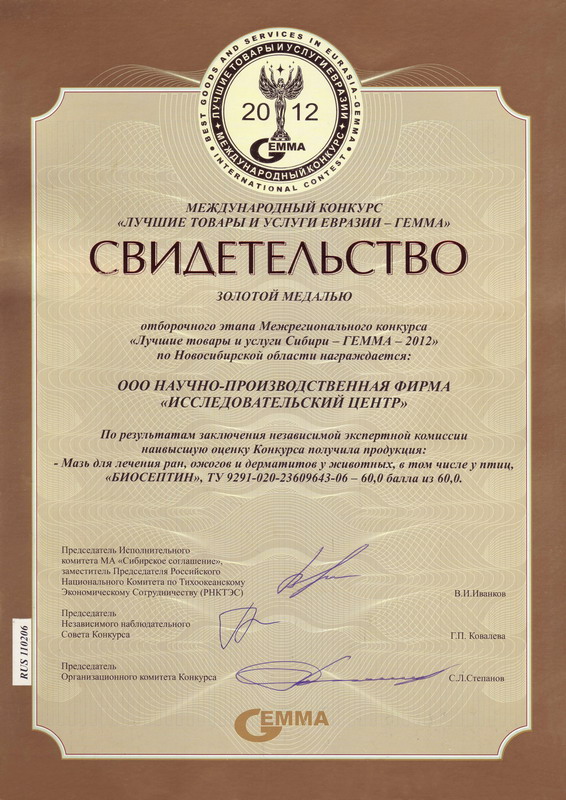 • BEST GOODS AND SERVICES IN EURASIA-GEMMA •
INTERNATIONAL CONTEST
ЛУЧШИЕ ТОВАРЫ И УСЛУГИ ЕВРАЗИИ
МЕЖДУНАРОДНЫЙ КОНКУРС
20 12
GEMMA
МЕЖДУНАРОДНЫЙ КОНКУРС
«ЛУЧШИЕ ТОВАРЫ И УСЛУГИ ЕВРАЗИИ – ГЕММА»
СВИДЕТЕЛЬСТВО
ЗОЛОТОЙ МЕДАЛЬЮ
отборочного этапа Межрегионального конкурса
«Лучшие товары и услуги Сибири – ГЕММА – 2012»
по Новосибирской области награждается:
ООО НАУЧНО-ПРОИЗВОДСТВЕННАЯ ФИРМА
«ИССЛЕДОВАТЕЛЬСКИЙ ЦЕНТР»
По результатам заключения независимой экспертной комиссии
наивысшую оценку Конкурса получила продукция:
- Мазь для лечения ран, ожогов и дерматитов у животных, в том числе у птиц,
«БИОСЕПТИН», ТУ 9291-020-23609643-06 – 60,0 балла из 60,0.
Председатель Исполнительного
комитета МА «Сибирское соглашение»,
заместитель Председателя Российского
Национального Комитета по Тихоокеанскому
Экономическому Сотрудничеству (РНКТЭС)
В.И.Иванков
Председатель
Независимого наблюдательного
Совета Конкурса
Г.П. Ковалева
Председатель
Организационного комитета Конкурса
С.Л.Степанов
RUS 110206
GEMMA